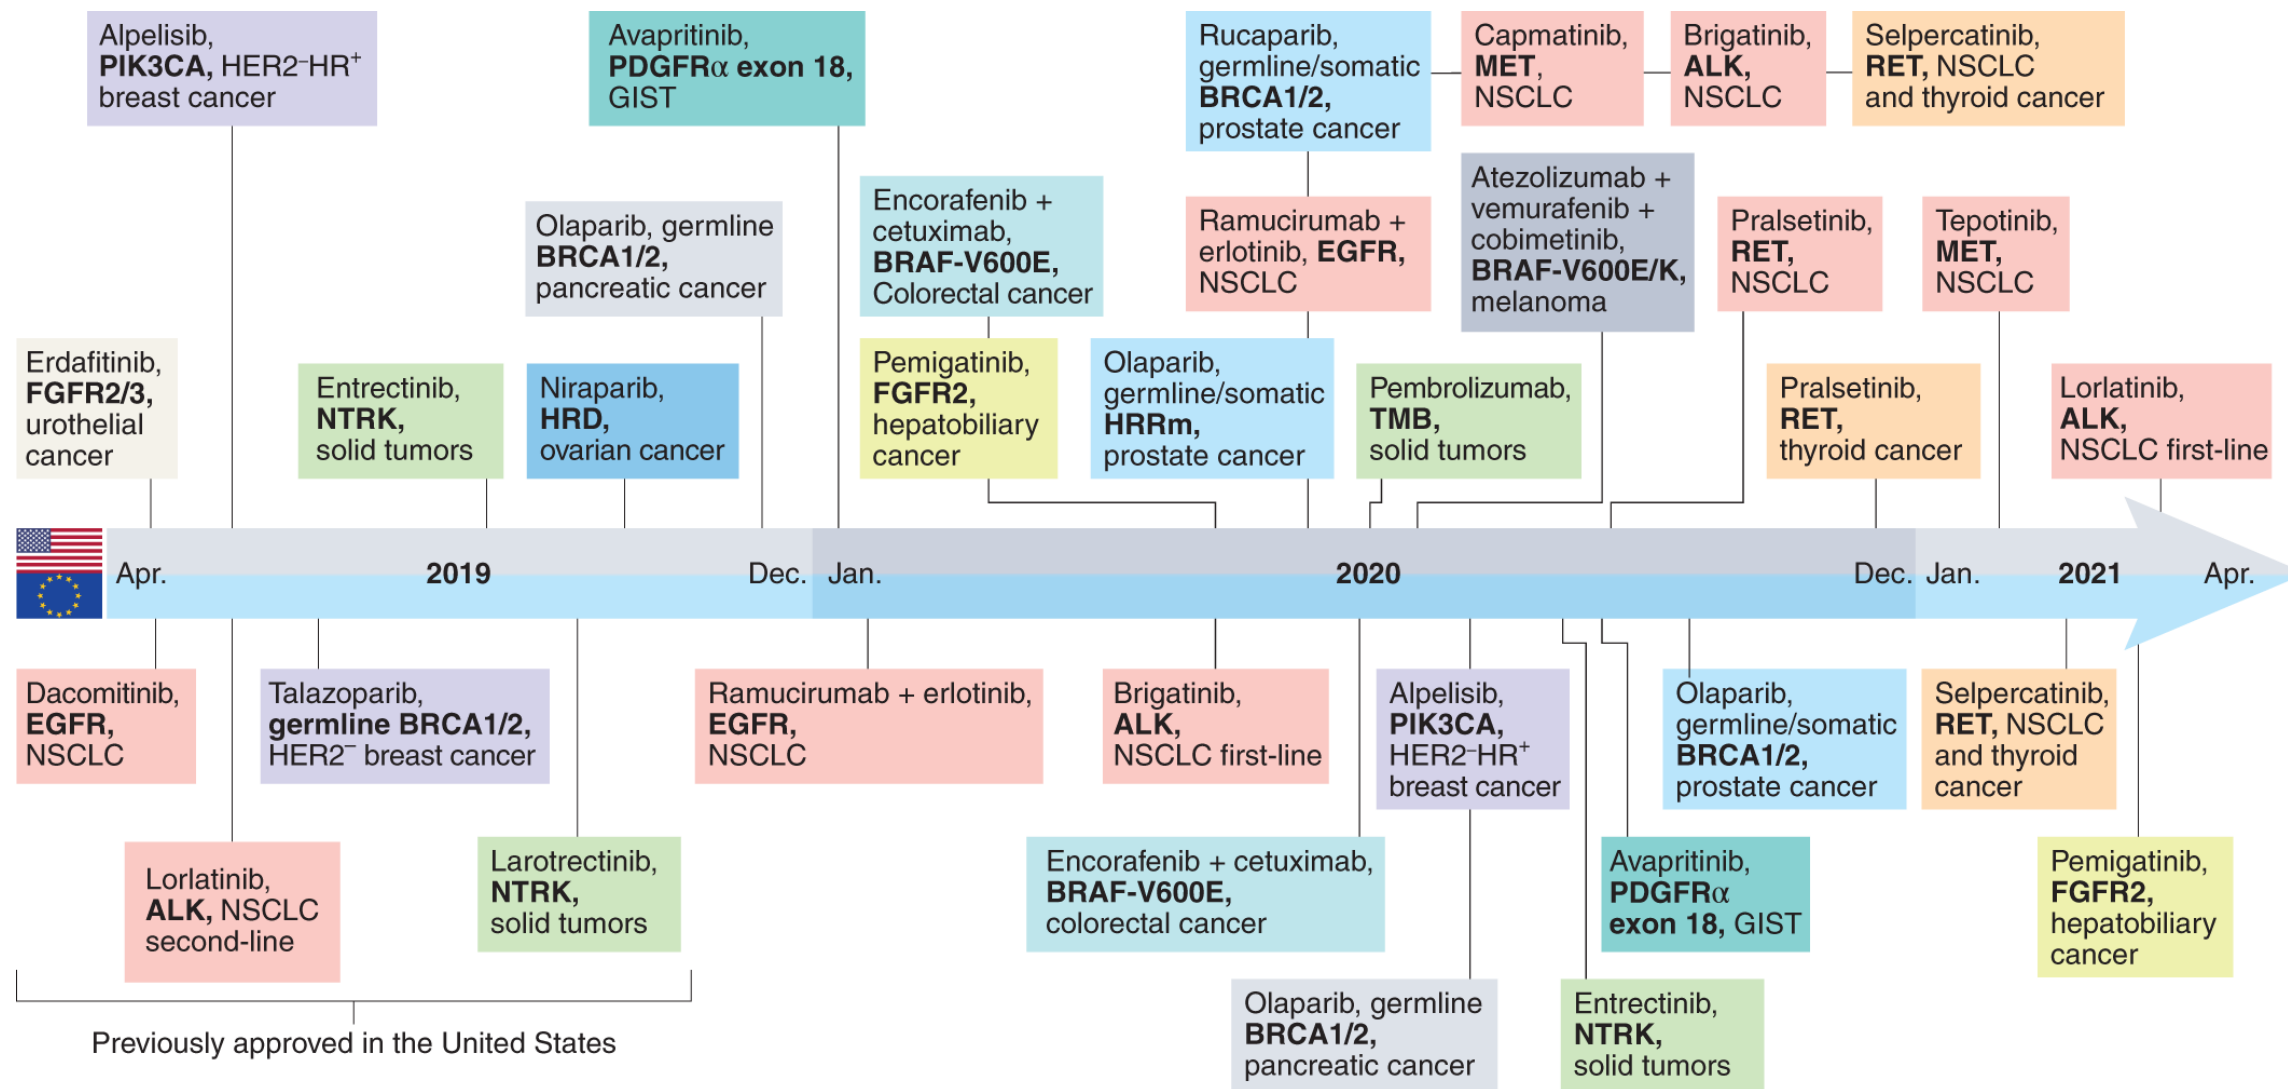 Alpelisib,
PIK3CA, HER2⁻HR⁺
breast cancer
Avapritinib,
PDGFRα exon 18,
GIST
Rucaparib,
germline/somatic
BRCA1/2,
prostate cancer
Capmatinib,
MET,
NSCLC
Brigatinib,
ALK,
NSCLC
Selpercatinib,
RET, NSCLC
and thyroid cancer
Olaparib, germline
BRCA1/2,
pancreatic cancer
Encorafenib +
cetuximab,
BRAF-V600E,
Colorectal cancer
Ramucirumab +
erlotinib, EGFR,
NSCLC
Atezolizumab +
vemurafenib +
cobimetinib,
BRAF-V600E/K,
melanoma
Pralsetinib,
RET,
NSCLC
Tepotinib,
MET,
NSCLC
Erdafitinib,
FGFR2/3,
urothelial
cancer
Entrectinib,
NTRK,
solid tumors
Niraparib,
HRD,
ovarian cancer
Pemigatinib,
FGFR2,
hepatobiliary
cancer
Olaparib,
germline/somatic
HRRm,
prostate cancer
Pembrolizumab,
TMB,
solid tumors
Pralsetinib,
RET,
thyroid cancer
Lorlatinib,
ALK,
NSCLC first-line
Apr. 2019 Dec. Jan. 2020 Dec. Jan. 2021 Apr.
Dacomitinib,
EGFR,
NSCLC
Talazoparib,
germline BRCA1/2,
HER2⁻ breast cancer
Ramucirumab + erlotinib,
EGFR,
NSCLC
Brigatinib,
ALK,
NSCLC first-line
Alpelisib,
PIK3CA,
HER2⁻HR⁺
breast cancer
Olaparib,
germline/somatic
BRCA1/2,
prostate cancer
Selpercatinib,
RET, NSCLC
and thyroid
cancer
Lorlatinib,
ALK, NSCLC
second-line
Larotrectinib,
NTRK,
solid tumors
Encorafenib + cetuximab,
BRAF-V600E,
colorectal cancer
Avapritinib,
PDGFRα
exon 18, GIST
Pemigatinib,
FGFR2,
hepatobiliary
cancer
Olaparib, germline
BRCA1/2,
pancreatic cancer
Entrectinib,
NTRK,
solid tumors
Previously approved in the United States